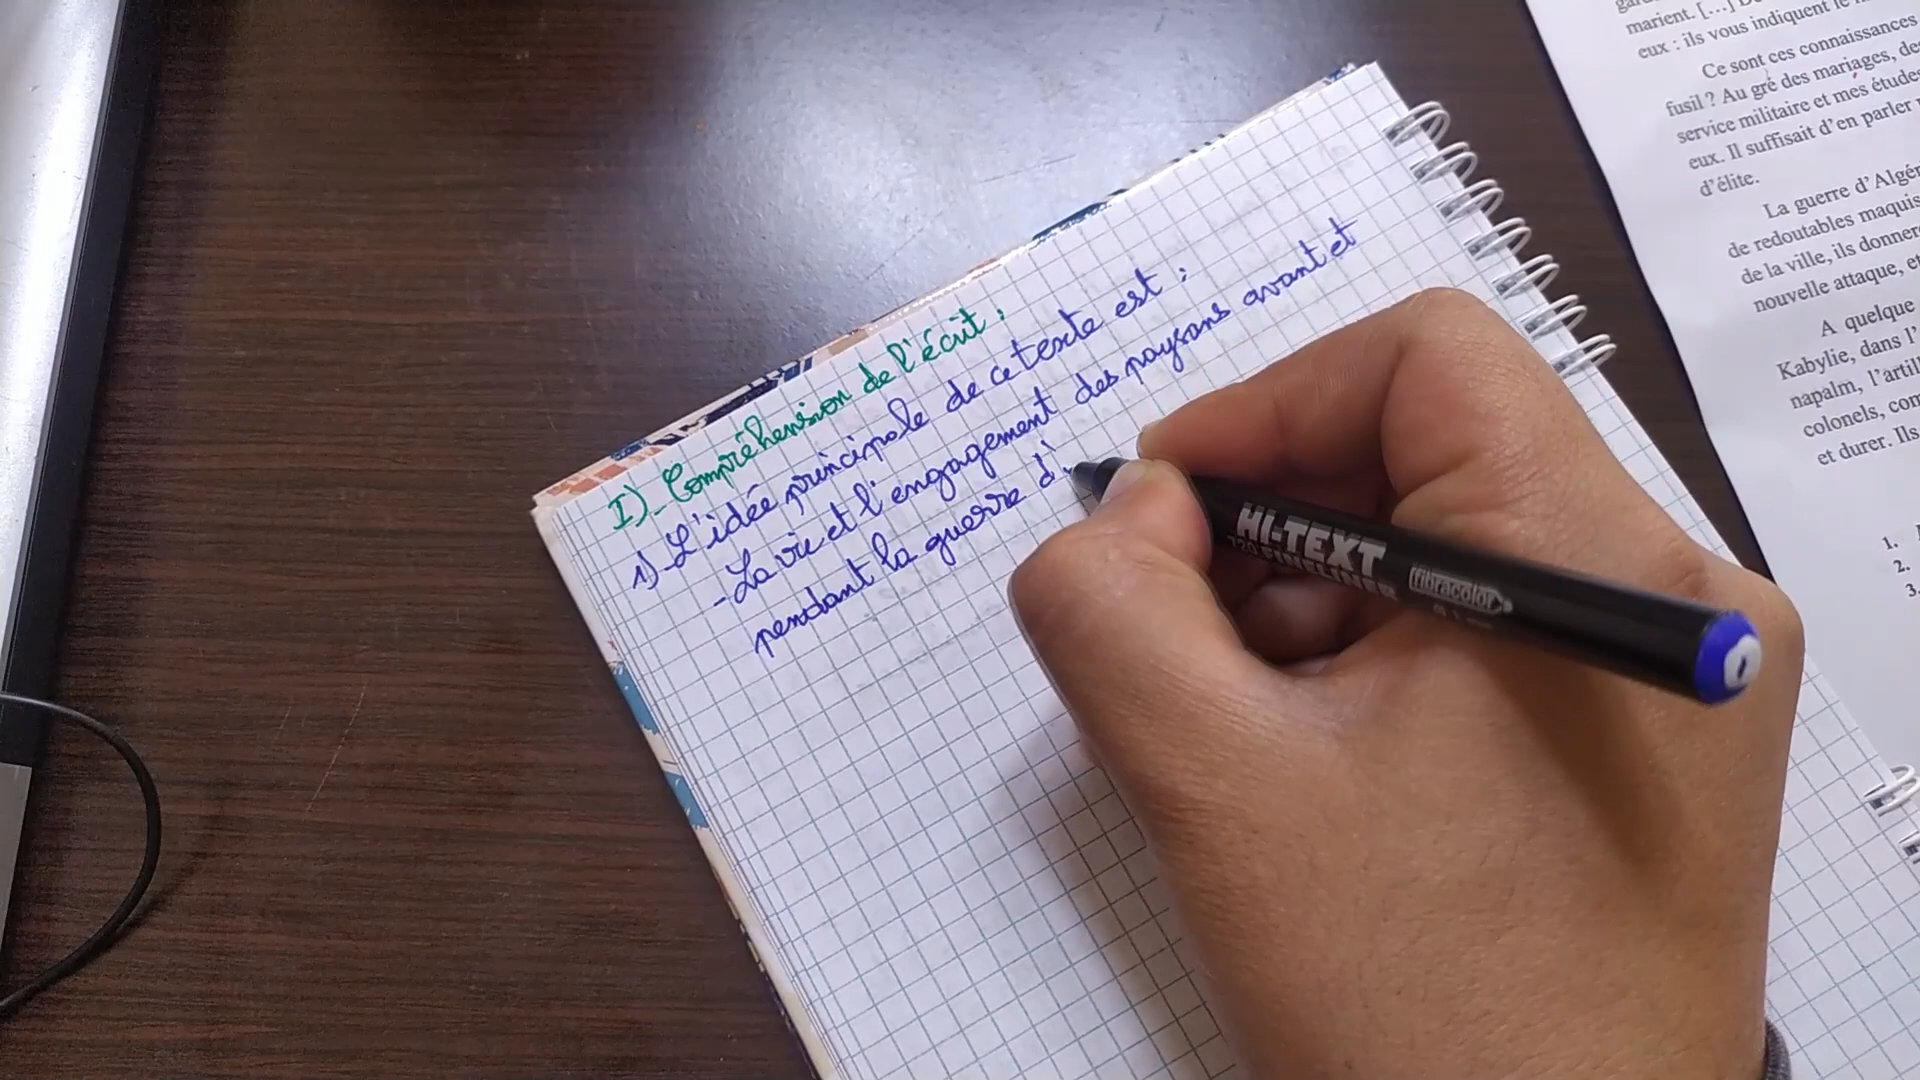 I)- Compréhension de l'écrit :
1) L'idée principale de ce texte est :
- La vie et l'engagement des paysans avant et
pendant la guerre d'
HI-TEXT
fibracolor
marient. [...]
eux : ils vous indiquent le
Ce sont ces connaissances
fusil ? Au gré des mariages, de
service militaire et mes études
eux. Il suffisait d'en parler
d'élite.
La guerre d'Algér
de redoutables maquis
de la ville, ils donner
nouvelle attaque, et
A quelque
Kabylie, dans l'
napalm, l'artil
colonels, com
et durer. Ils
1.
2.
3.